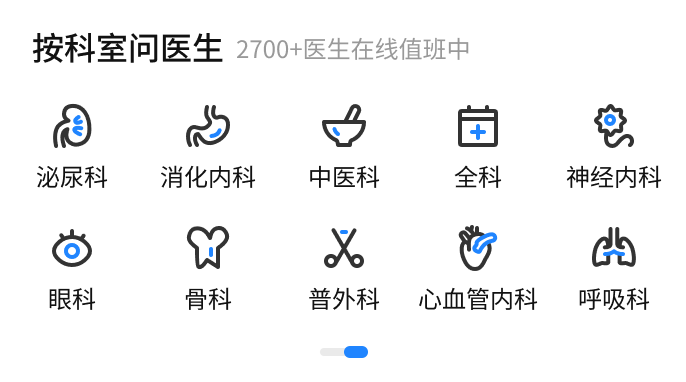 按科室问医生 2700+医生在线值班中
泌尿科 消化内科 中医科 全科 神经内科
眼科 骨科 普外科 心血管内科 呼吸科